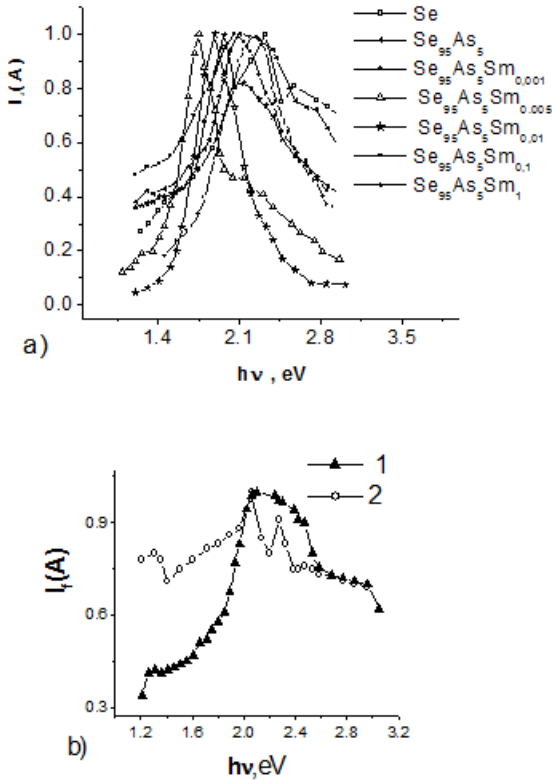 Se
Se95As5
Se95As5Sm0,001
Se95As5Sm0.005
Se95As5Sm0,01
Se95As5Sm0,1
Se95As5Sm1
1.0
0.8
0.6
0.4
0.2
0.0
(A)
1.4 2.1 2.8 3.5
a)
hν , eV
1
2
0.9
0.6
0.3
If(A)
1.2 1.6 2.0 2.4 2.8 3.2
b)
hν,eV